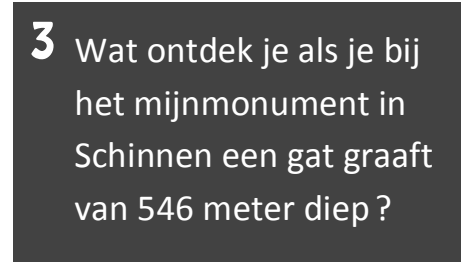 3 Wat ontdek je als je bij
het mijnmonument in
Schinnen een gat graaft
van 546 meter diep ?